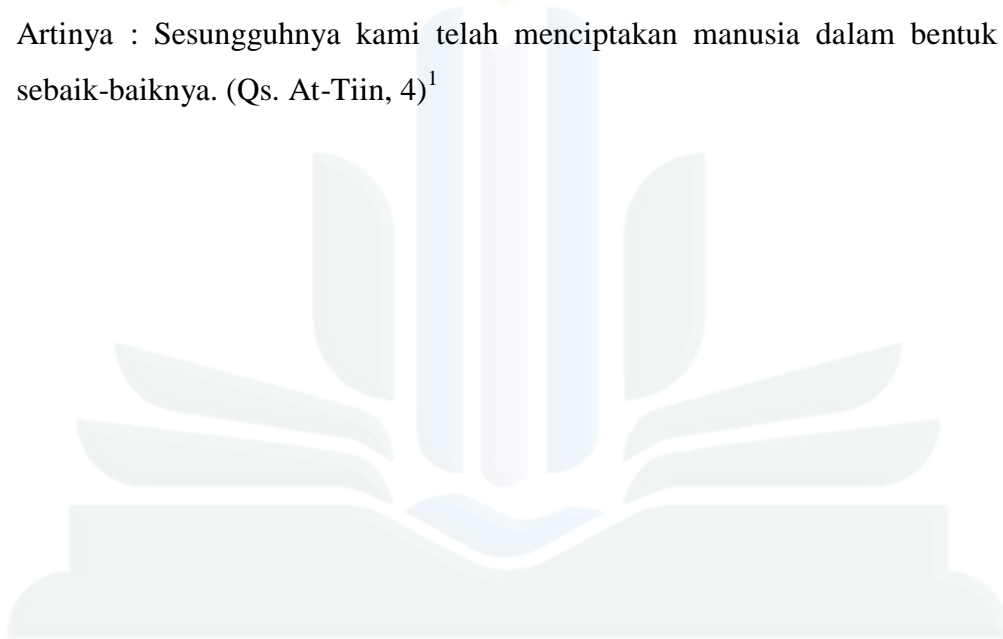 Artinya : Sesungguhnya kami telah menciptakan manusia dalam bentuk
sebaik-baiknya. (Qs. At-Tiin, 4)¹